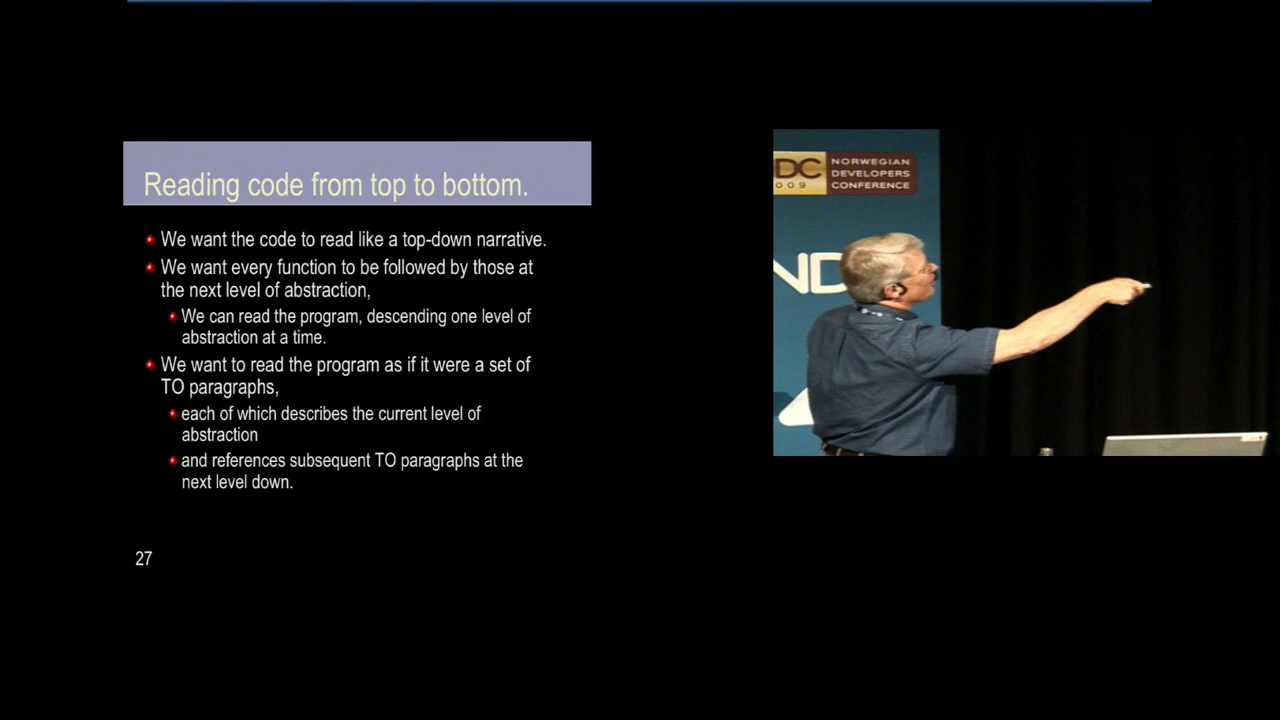 Reading code from top to bottom.
We want the code to read like a top-down narrative.
We want every function to be followed by those at
the next level of abstraction,
We can read the program, descending one level of
abstraction at a time.
We want to read the program as if it were a set of
TO paragraphs,
each of which describes the current level of
abstraction
and references subsequent TO paragraphs at the
next level down.
27
DC
009
NORWEGIAN
DEVELOPERS
CONFERENCE
ND